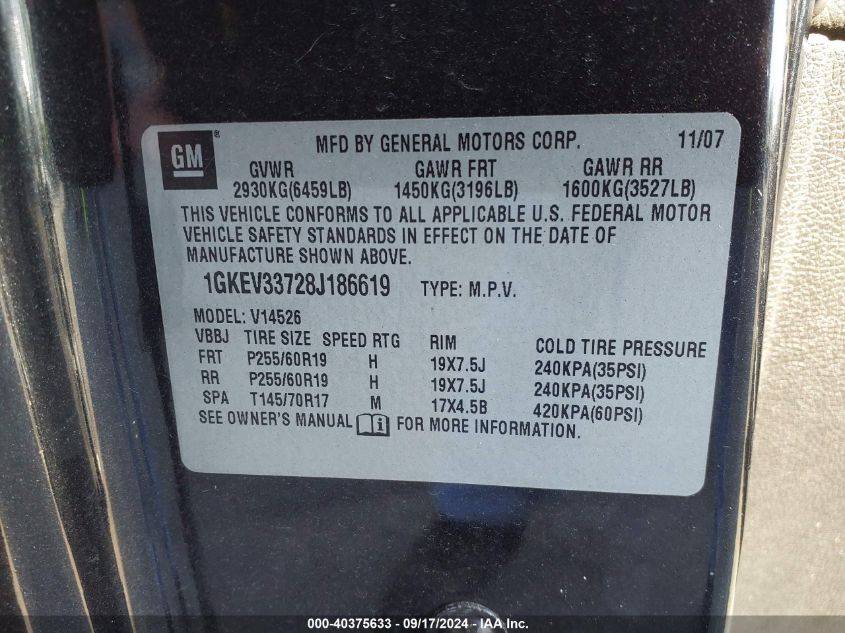 GM ® MFD BY GENERAL MOTORS CORP. 11/07
GVWR GAWR FRT GAWR RR
2930KG(6459LB) 1450KG(3196LB) 1600KG(3527LB)
THIS VEHICLE CONFORMS TO ALL APPLICABLE U.S. FEDERAL MOTOR
VEHICLE SAFETY STANDARDS IN EFFECT ON THE DATE OF
MANUFACTURE SHOWN ABOVE.
1GKEV33728J186619 TYPE: M.P.V.
MODEL: V14526
VBBJ TIRE SIZE SPEED RTG RIM COLD TIRE PRESSURE
FRT P255/60R19 H 19X7.5J 240KPA(35PSI)
RR P255/60R19 H 19X7.5J 240KPA(35PSI)
SPA T145/70R17 M 17X4.5B 420KPA(60PSI)
SEE OWNER'S MANUAL i FOR MORE INFORMATION.
000-40375633 - 09/17/2024 - IAA Inc.